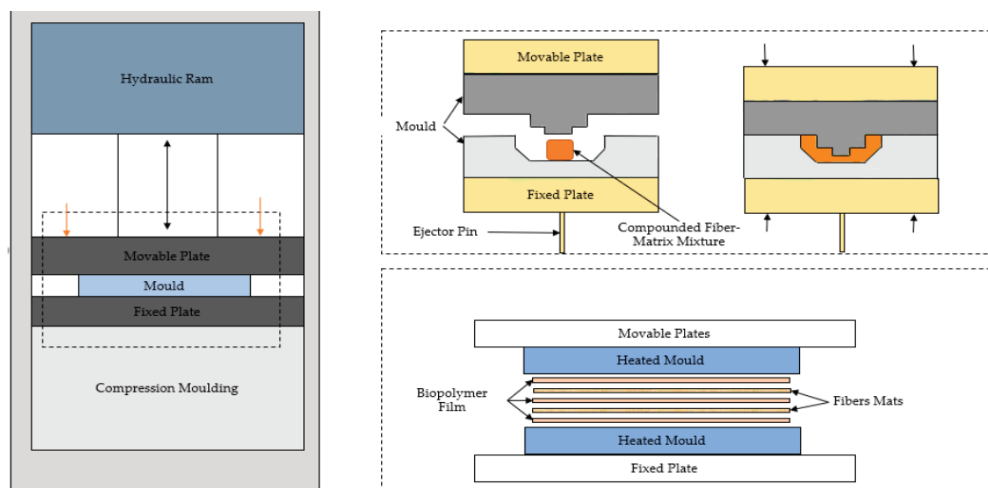 Hydraulic Ram
Movable Plate
Mould
Fixed Plate
Compression Moulding
Movable Plate
Mould
Fixed Plate
Ejector Pin
Compounded Fiber-
Matrix Mixture
Movable Plates
Heated Mould
Biopolymer
Film
Fibers Mats
Heated Mould
Fixed Plate